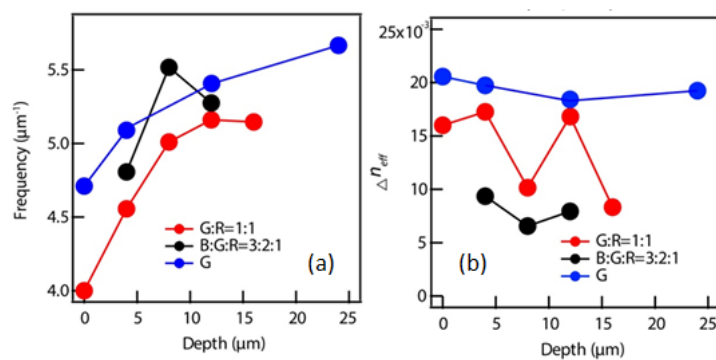 5.5
5.0
4.5
4.0
Frequency (µm⁻¹)
G:R=1:1
B:G:R=3:2:1
G
(a)
0 5 10 15 20 25
Depth (µm)
25x10⁻³
20
15
10
5
0
△n_eff
G:R=1:1
B:G:R=3:2:1
G
(b)
0 5 10 15 20 25
Depth (µm)